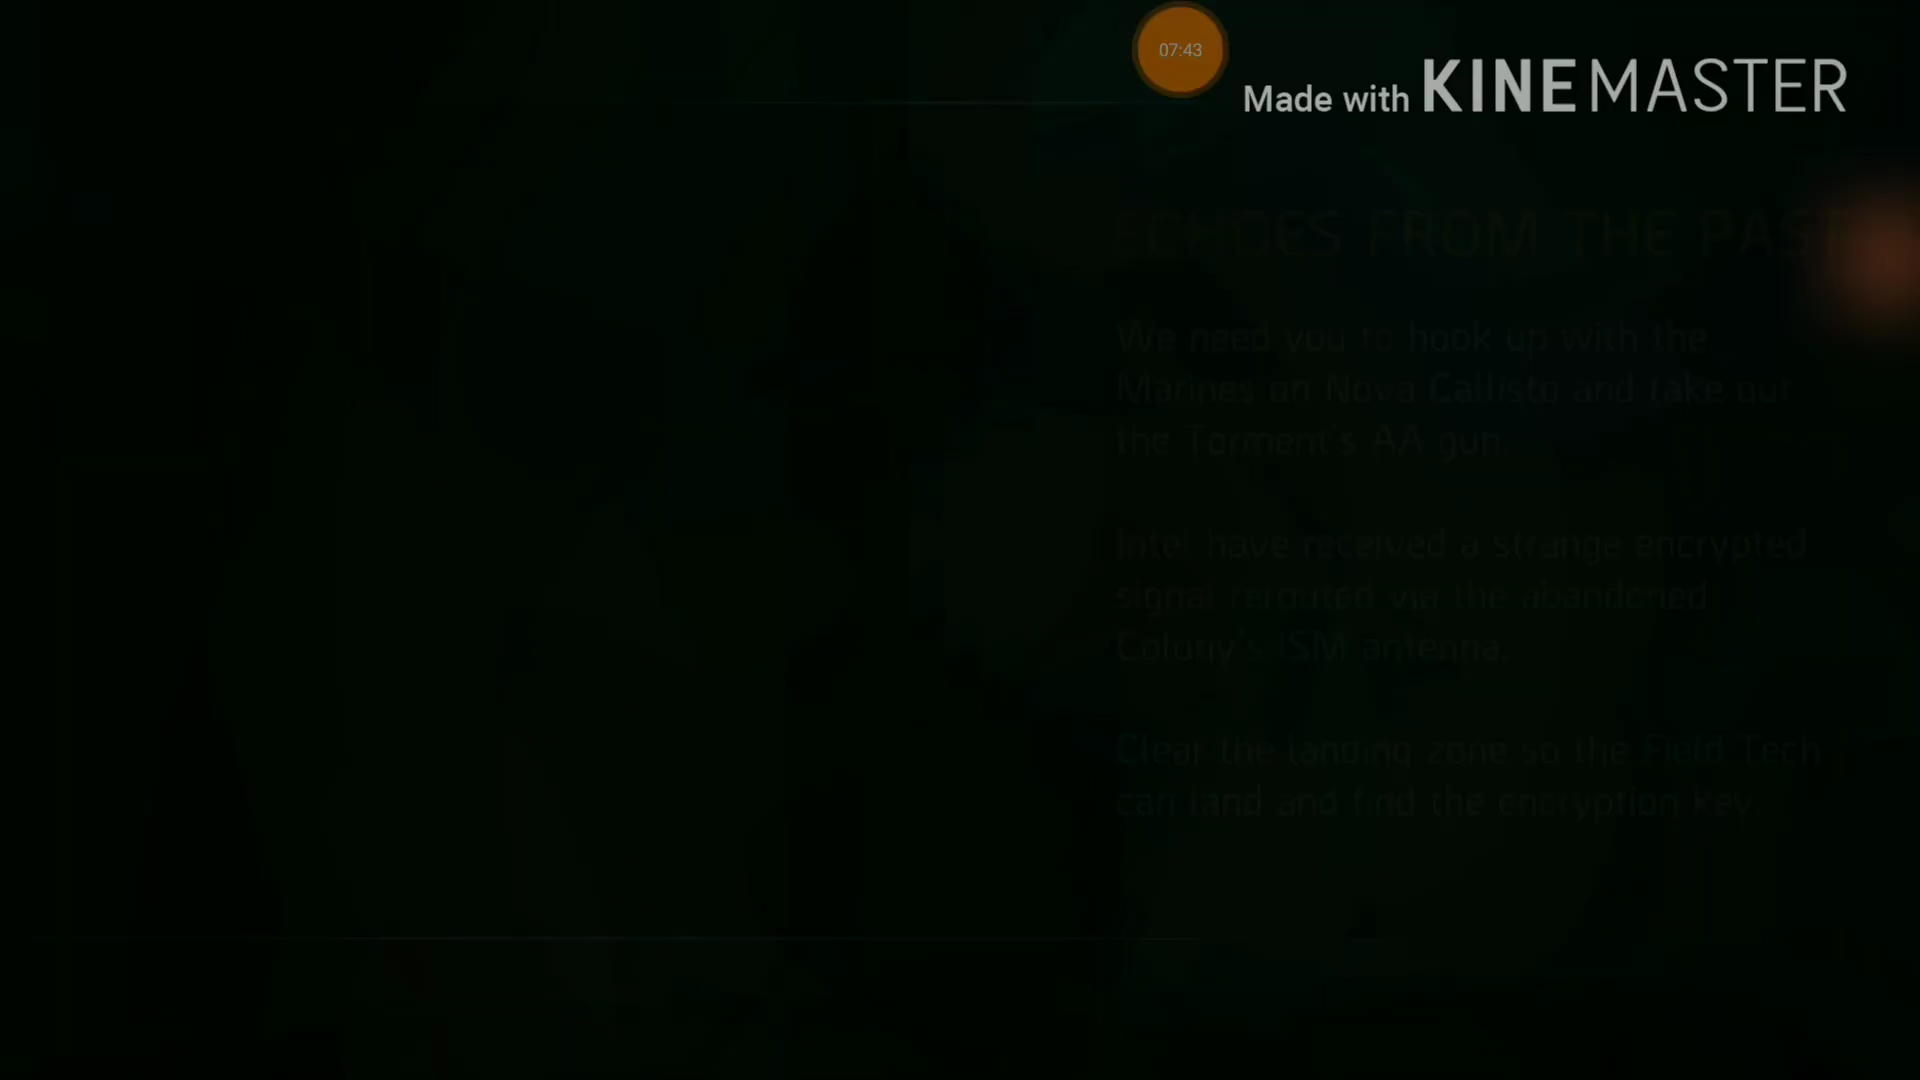 07:43
Made with KINEMASTER
ECHOES FROM THE PAST
We need you to hook up with the
Marines on Nova Callisto and take out
the Torment's AA gun.
Intel have received a strange encrypted
signal rerouted via the abandoned
Colony's ISM antenna.
Clear the landing zone so the Field Tech
can land and find the encryption key.